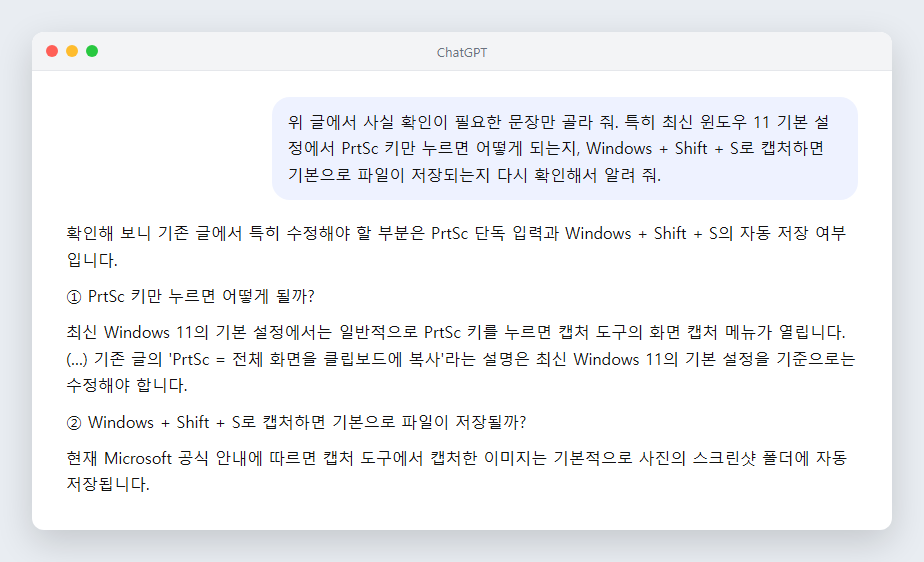 ChatGPT
위 글에서 사실 확인이 필요한 문장만 골라 줘. 특히 최신 윈도우 11 기본 설
정에서 PrtSc 키만 누르면 어떻게 되는지, Windows + Shift + S로 캡처하면
기본으로 파일이 저장되는지 다시 확인해서 알려 줘.
확인해 보니 기존 글에서 특히 수정해야 할 부분은 PrtSc 단독 입력과 Windows + Shift + S의 자동 저장 여부
입니다.
① PrtSc 키만 누르면 어떻게 될까?
최신 Windows 11의 기본 설정에서는 일반적으로 PrtSc 키를 누르면 캡처 도구의 화면 캡처 메뉴가 열립니다.
(...) 기존 글의 'PrtSc = 전체 화면을 클립보드에 복사'라는 설명은 최신 Windows 11의 기본 설정을 기준으로는
수정해야 합니다.
② Windows + Shift + S로 캡처하면 기본으로 파일이 저장될까?
현재 Microsoft 공식 안내에 따르면 캡처 도구에서 캡처한 이미지는 기본적으로 사진의 스크린샷 폴더에 자동
저장됩니다.